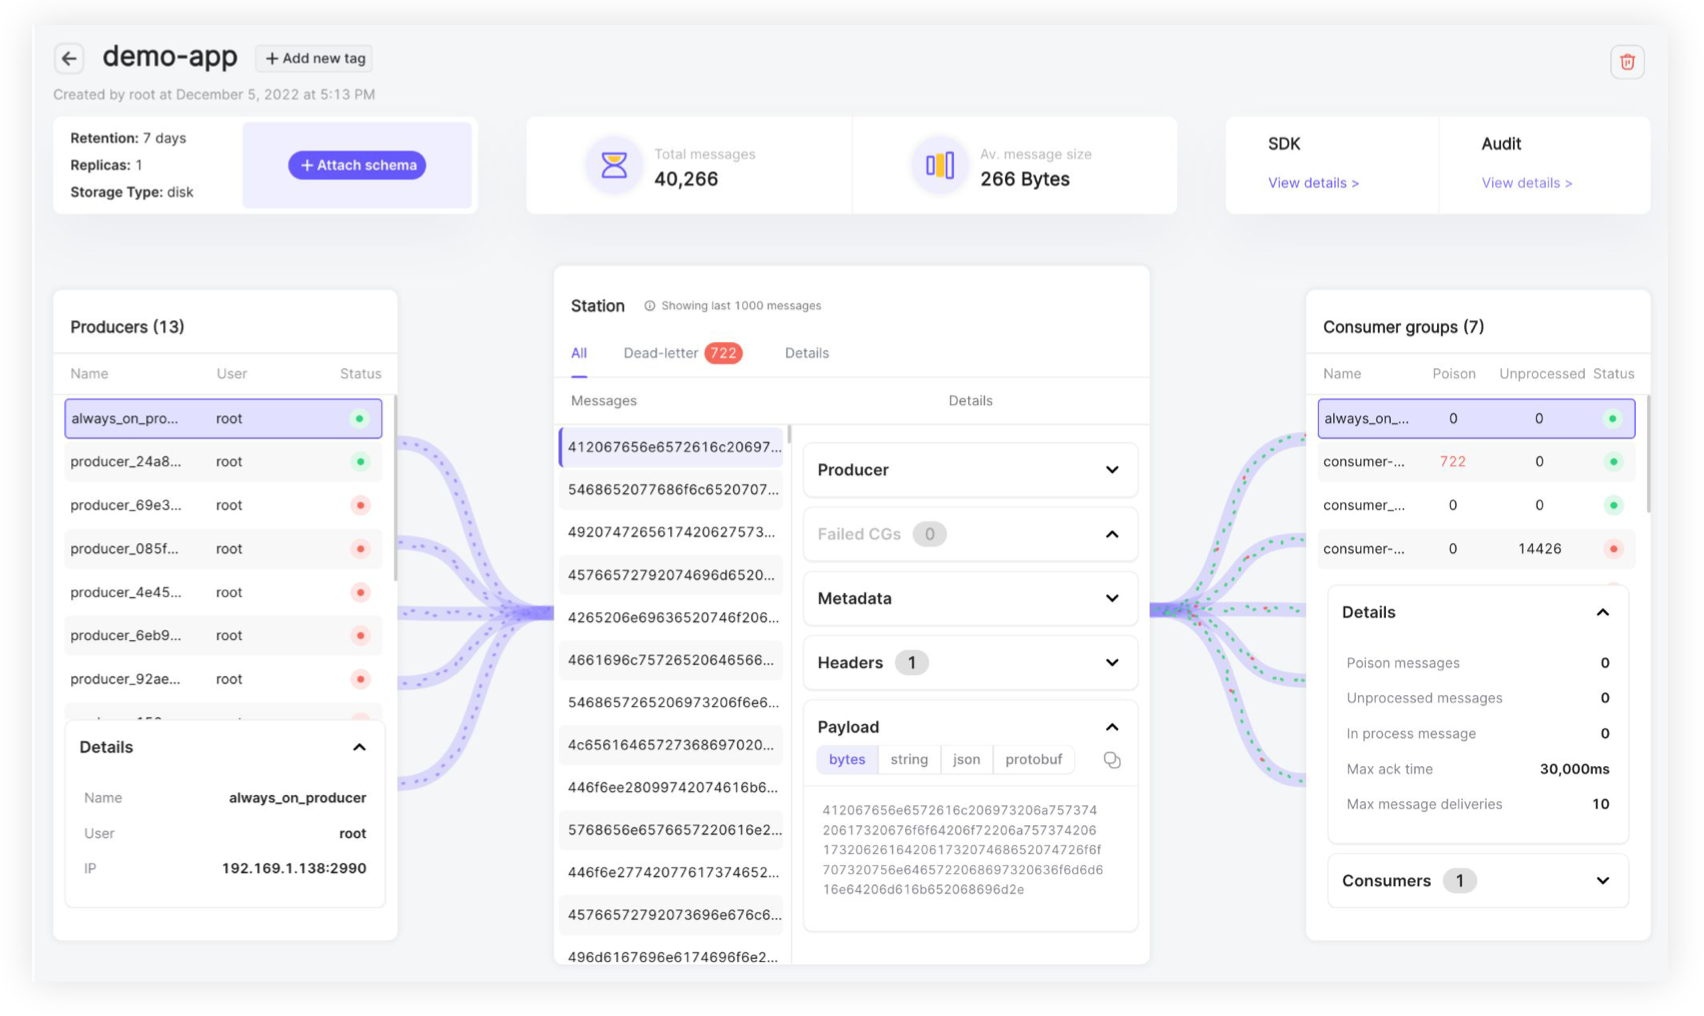 demo-app
+ Add new tag
Created by root at December 5, 2022 at 5:13 PM
Retention: 7 days
Replicas: 1
Storage Type: disk
+ Attach schema
Total messages
40,266
Av. message size
266 Bytes
SDK
View details >
Audit
View details >
Producers (13)
Name User Status
always_on_pro... root
producer_24a8... root
producer_69e3... root
producer_085f... root
producer_4e45... root
producer_6eb9... root
producer_92ae... root
Details
Name always_on_producer
User root
IP 192.169.1.138:2990
Station Showing last 1000 messages
All Dead-letter 722 Details
Messages Details
412067656e6572616c20697...
5468652077686f6c6520707...
4920747265617420627573...
45766572792074696d6520...
4265206e69636520746f206...
4661696c75726520646566...
5468657265206973206f6e6...
4c65616465727368697020...
446f6ee28099742074616b6...
5768656e6576657220616e2...
446f6e27742077617374652...
45766572792073696e676c6...
496d6167696e6174696f6e2...
Producer
Failed CGs 0
Metadata
Headers 1
Payload
bytes string json protobuf
412067656e6572616c206973206a757374
20617320676f6f64206f72206a757374206
1732062616420617320746865207472​6f6f
707320756e646572206869732063​6f6d6d6
16e64206d616b652068696d2e
Consumer groups (7)
Name Poison Unprocessed Status
always_on_... 0 0
consumer-... 722 0
consumer_... 0 0
consumer-... 0 14426
Details
Poison messages 0
Unprocessed messages 0
In process message 0
Max ack time 30,000ms
Max message deliveries 10
Consumers 1